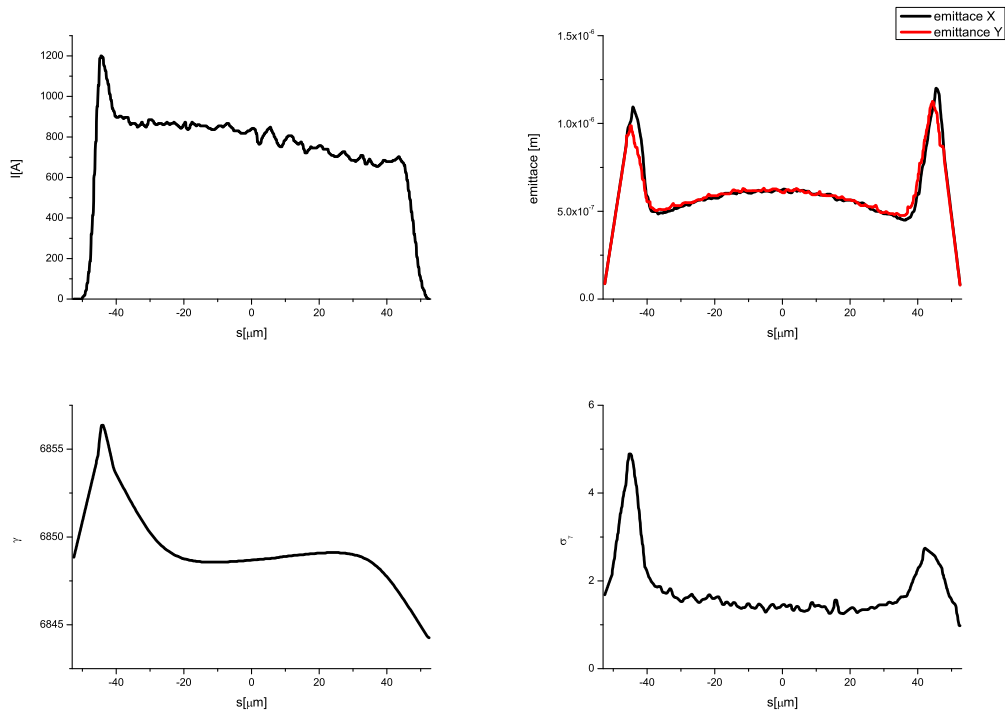 emittace X
emittance Y
1200
1000
800
600
400
200
0
I[A]
-40 -20 0 20 40
s[μm]
1.5x10⁻⁶
1.0x10⁻⁶
5.0x10⁻⁷
0.0
emittace [m]
-40 -20 0 20 40
s[μm]
6855
6850
6845
γ
-40 -20 0 20 40
s[μm]
6
4
2
0
σγ
-40 -20 0 20 40
s[μm]